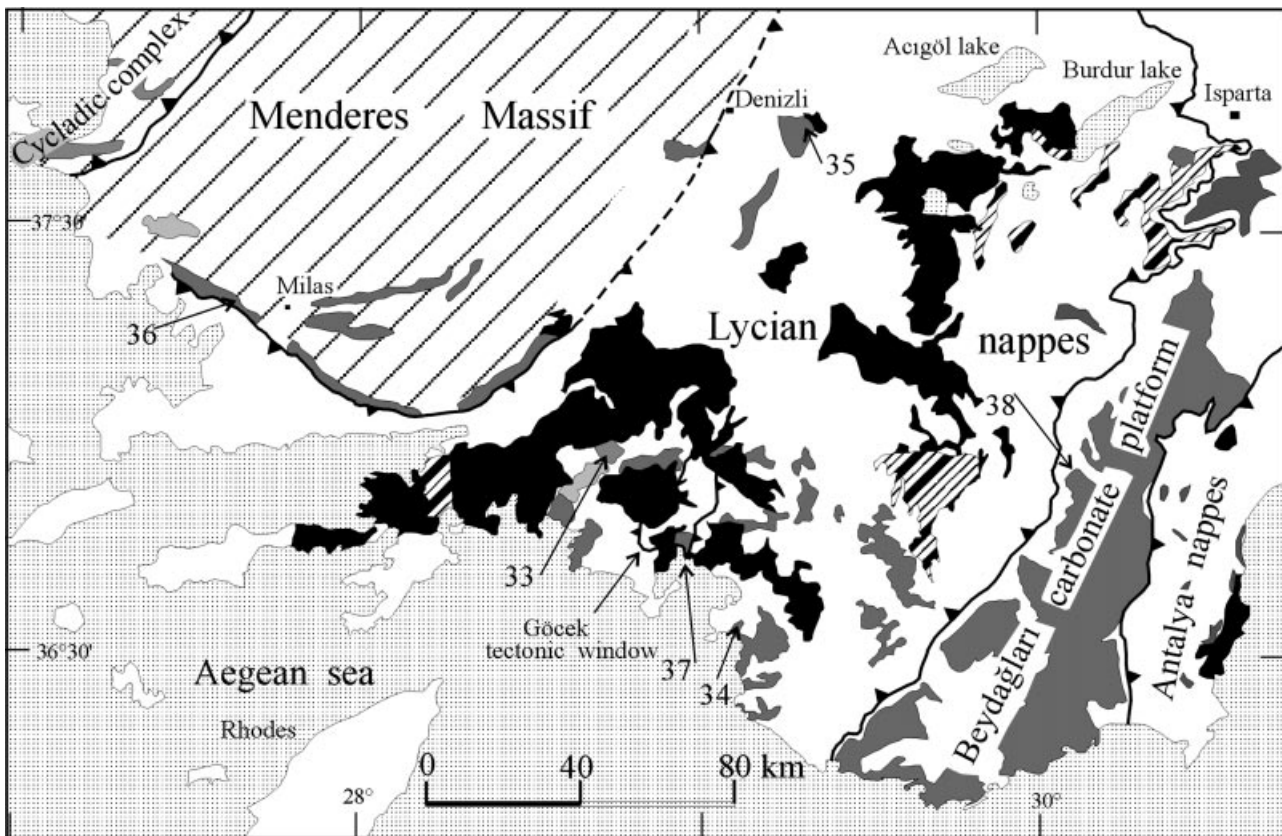 Cycladic complex
Menderes Massif
Acıgöl lake
Burdur lake
Isparta
Denizli
35
37°30'
Milas
36
Lycian nappes
38
platform
carbonate
Beydağları
Antalya nappes
33
Göcek
tectonic window
37
34
36°30'
Aegean sea
Rhodes
0 40 80 km
28°
30°